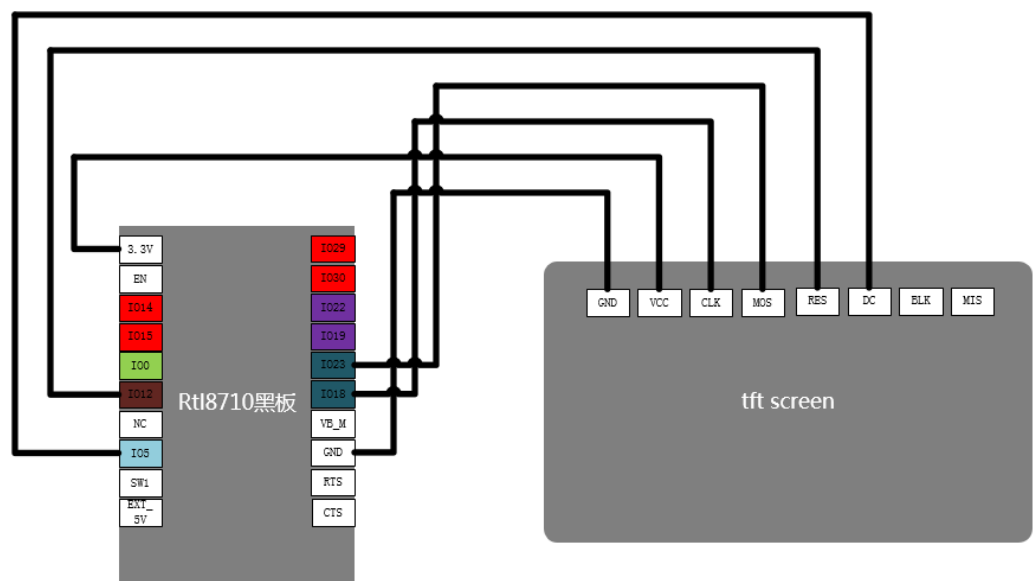 3.3V
EN
IO14
IO15
IO0
IO12
NC
IO5
SW1
EXT_
5V
Rtl8710黑板
IO29
IO30
IO22
IO19
IO23
IO18
VB_M
GND
RTS
CTS
GND
VCC
CLK
MOS
RES
DC
BLK
MIS
tft screen